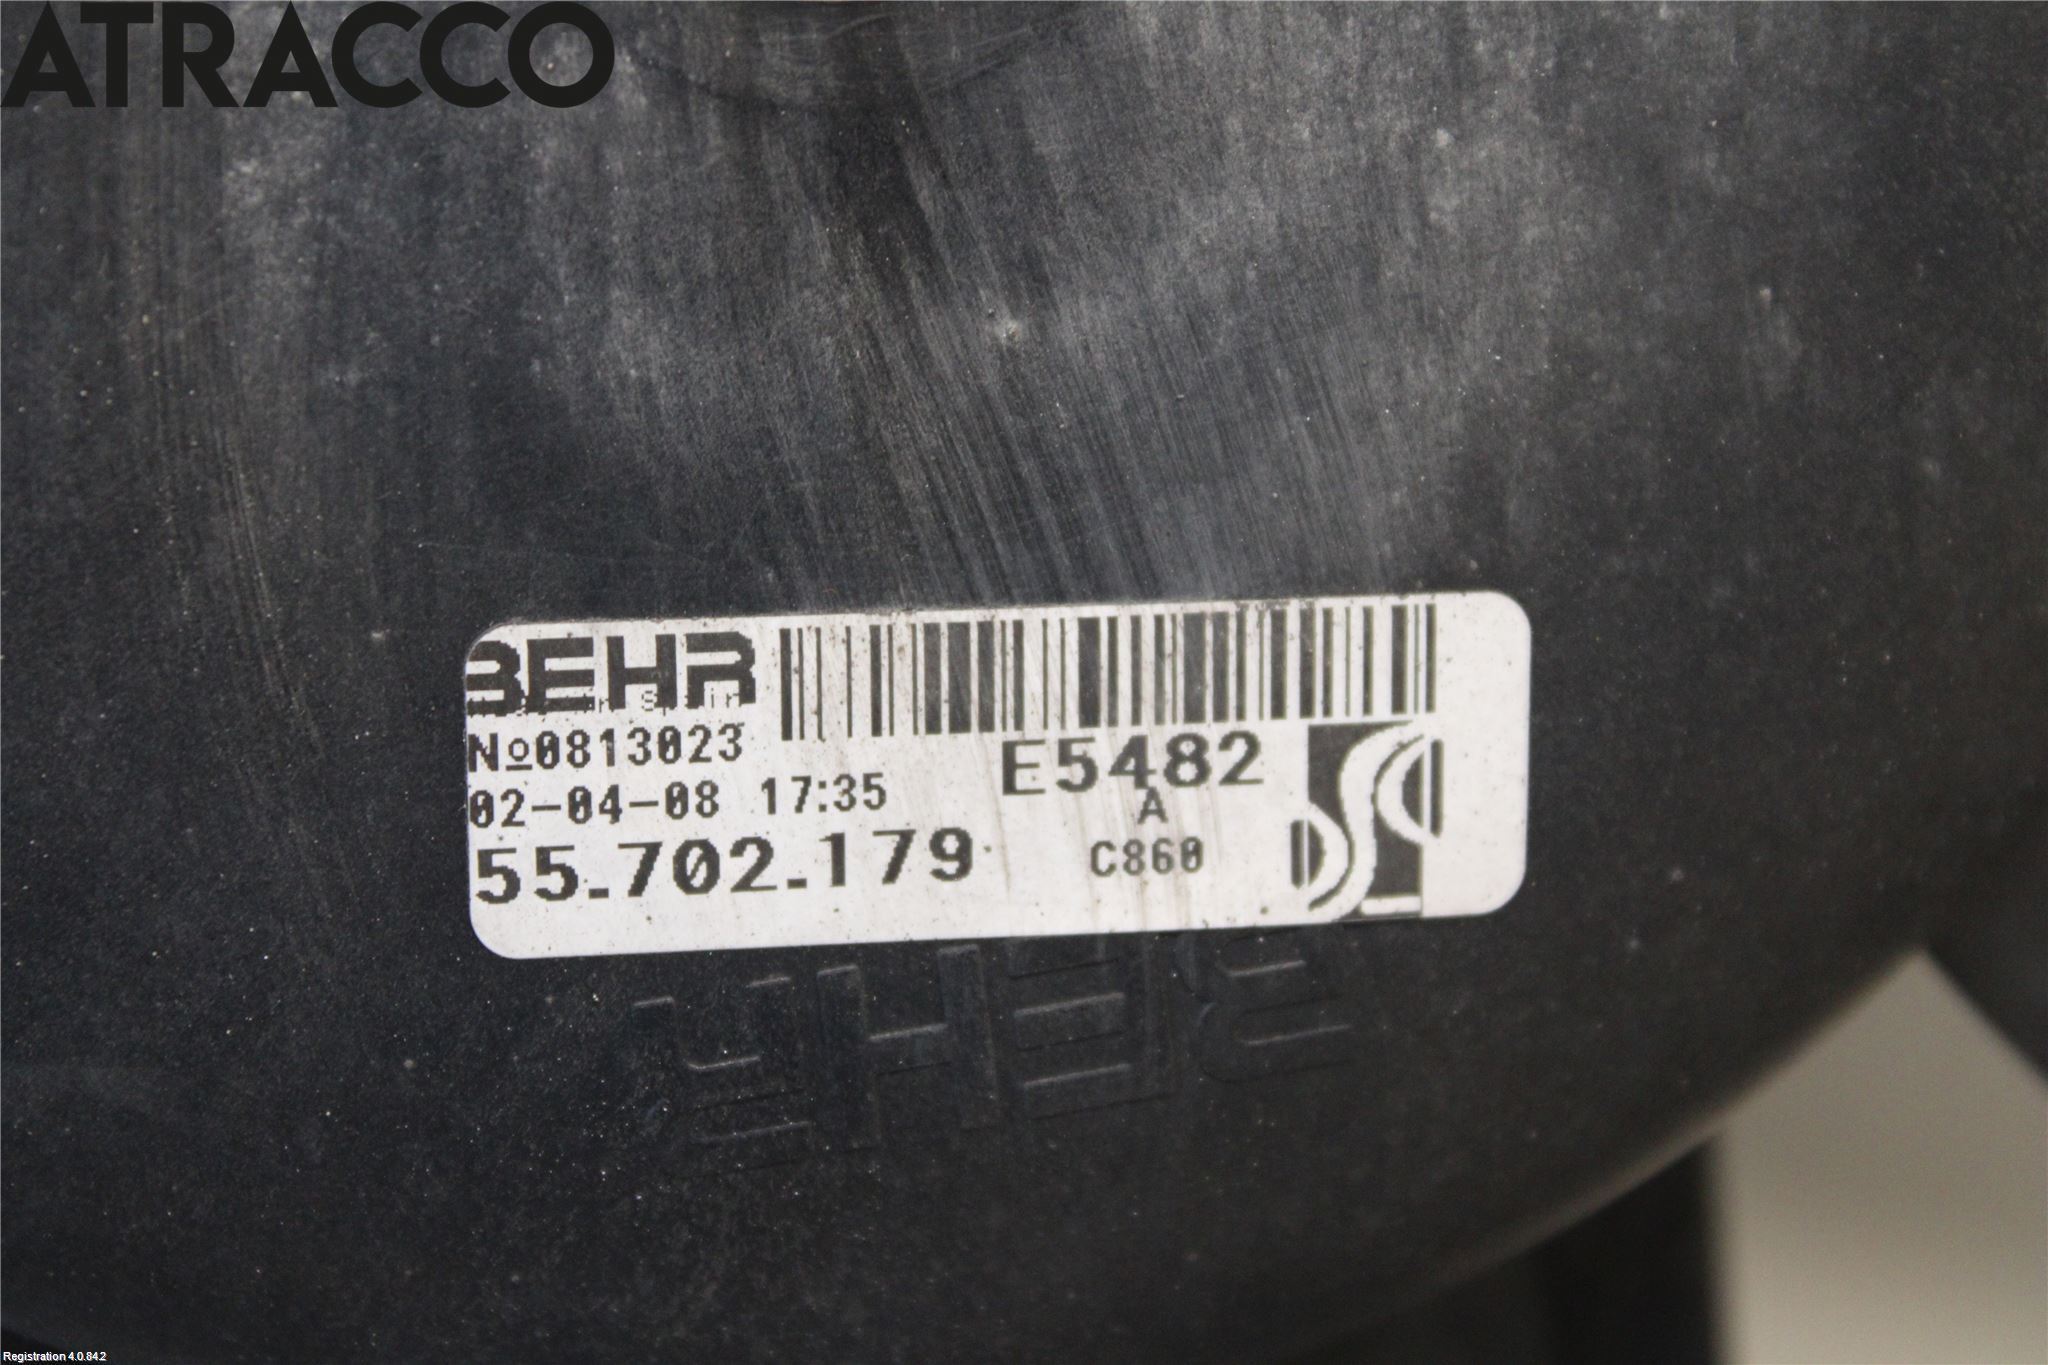 ATRACCO
BEHR
Nº0813023
02-04-08 17:35
55.702.179
E5482
A
C860
BEHR
Registration 4.0.84.2